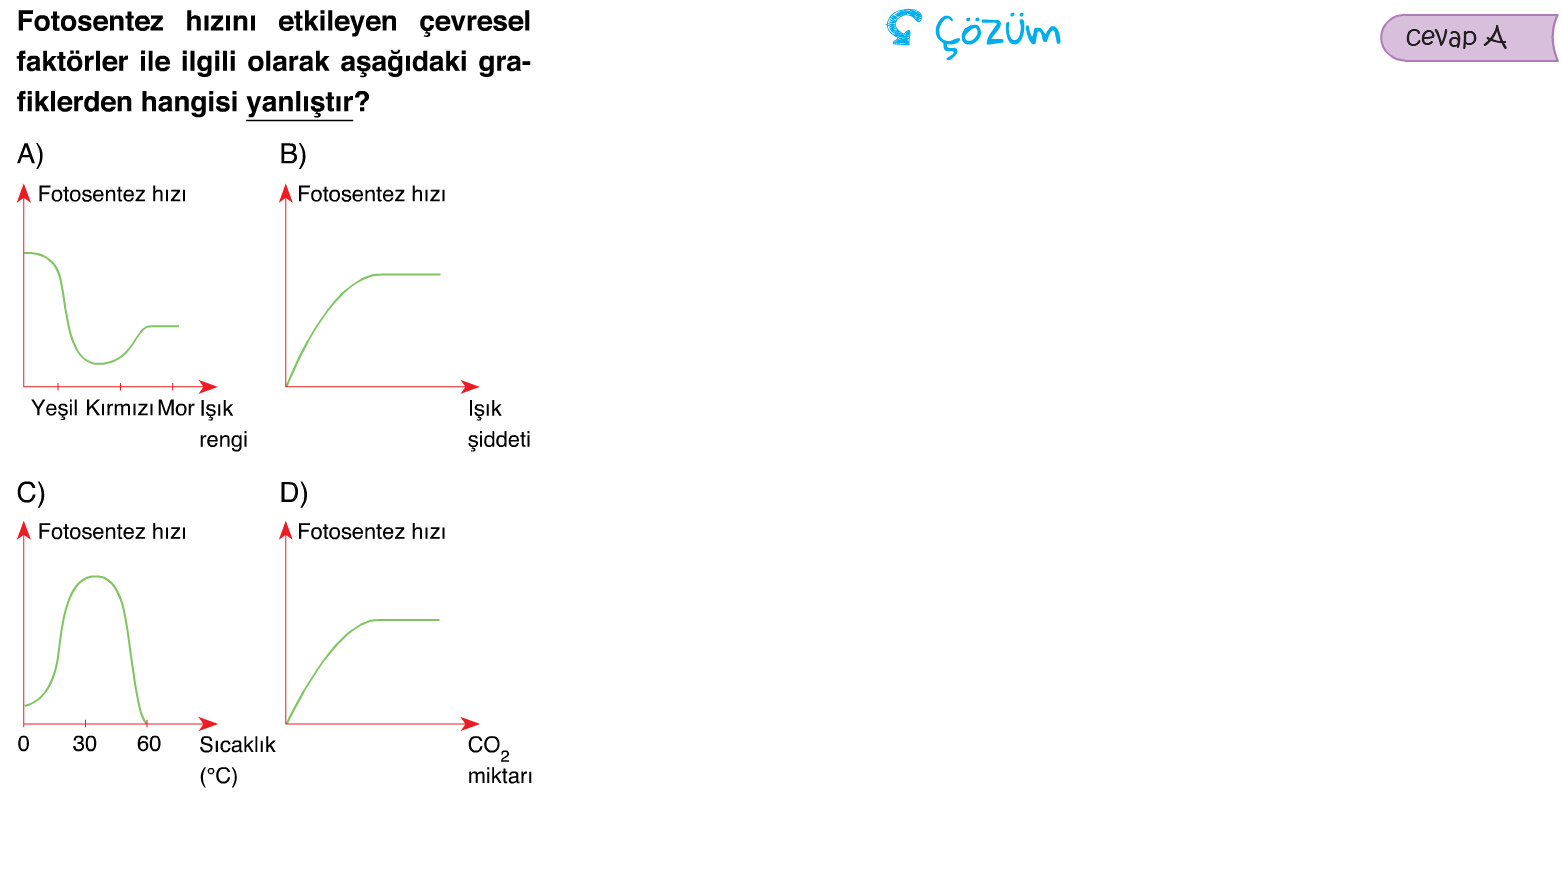 Fotosentez hızını etkileyen çevresel
faktörler ile ilgili olarak aşağıdaki gra-
fiklerden hangisi yanlıştır?
A)
Fotosentez hızı
Yeşil Kırmızı Mor Işık
rengi
B)
Fotosentez hızı
Işık
şiddeti
C)
Fotosentez hızı
0 30 60 Sıcaklık
(°C)
D)
Fotosentez hızı
CO2
miktarı
Çözüm
Cevap A